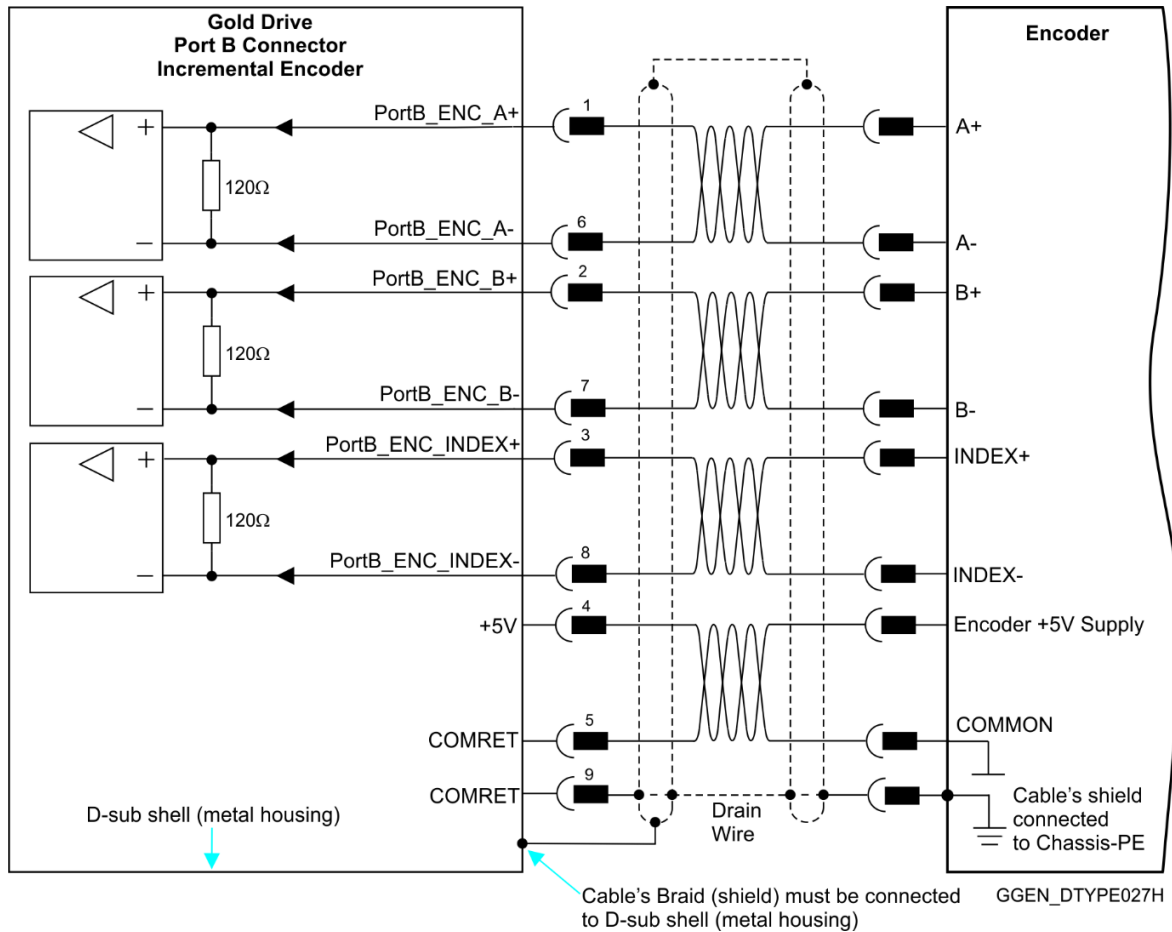 Gold Drive
Port B Connector
Incremental Encoder
Encoder
PortB_ENC_A+
1
A+
+
120Ω
−
PortB_ENC_A-
6
A-
PortB_ENC_B+
2
B+
+
120Ω
−
PortB_ENC_B-
7
B-
PortB_ENC_INDEX+
3
INDEX+
+
120Ω
−
PortB_ENC_INDEX-
8
INDEX-
+5V
4
Encoder +5V Supply
COMRET
5
COMMON
COMRET
9
Drain
Wire
Cable's shield
connected
to Chassis-PE
D-sub shell (metal housing)
Cable's Braid (shield) must be connected
to D-sub shell (metal housing)
GGEN_DTYPE027H